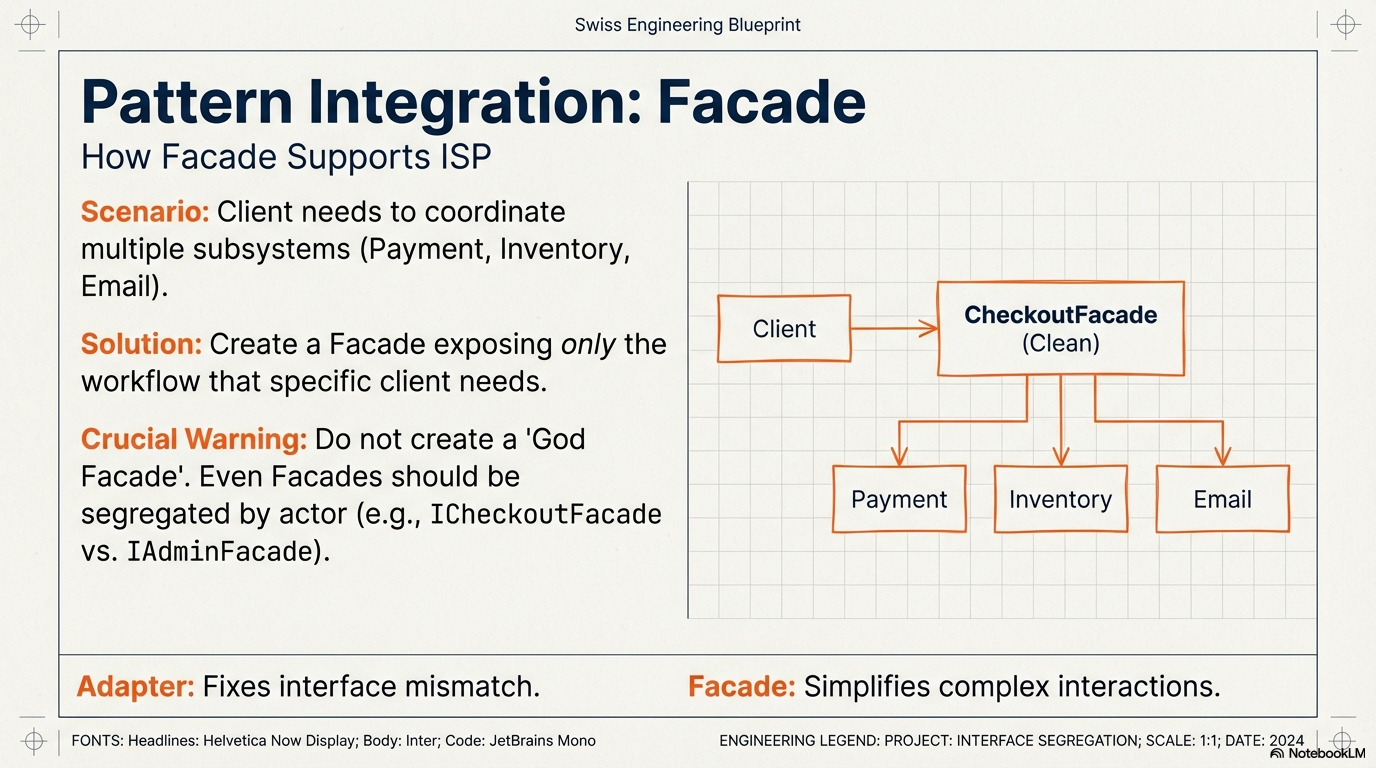 Swiss Engineering Blueprint
Pattern Integration: Facade
How Facade Supports ISP
Scenario: Client needs to coordinate
multiple subsystems (Payment, Inventory,
Email).
Solution: Create a Facade exposing only the
workflow that specific client needs.
Crucial Warning: Do not create a 'God
Facade'. Even Facades should be
segregated by actor (e.g., ICheckoutFacade
vs. IAdminFacade).
Client
CheckoutFacade
(Clean)
Payment
Inventory
Email
Adapter: Fixes interface mismatch.
Facade: Simplifies complex interactions.
FONTS: Headlines: Helvetica Now Display; Body: Inter; Code: JetBrains Mono
ENGINEERING LEGEND: PROJECT: INTERFACE SEGREGATION; SCALE: 1:1; DATE: 2024
NotebookLM